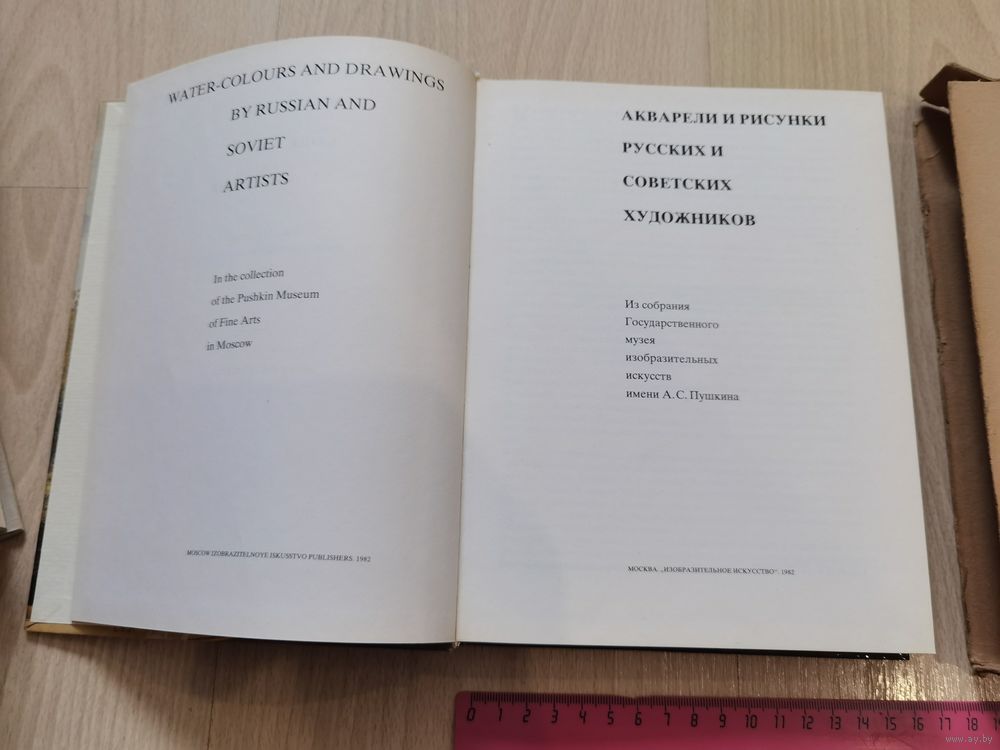 WATER-COLOURS AND DRAWINGS
BY RUSSIAN AND
SOVIET
ARTISTS
In the collection
of the Pushkin Museum
of Fine Arts
in Moscow
MOSCOW IZOBRAZITELNOYE ISKUSSTVO PUBLISHERS. 1982
АКВАРЕЛИ И РИСУНКИ
РУССКИХ И
СОВЕТСКИХ
ХУДОЖНИКОВ
Из собрания
Государственного
музея
изобразительных
искусств
имени А.С. Пушкина
МОСКВА. „ИЗОБРАЗИТЕЛЬНОЕ ИСКУССТВО“. 1982
0 1 2 3 4 5 6 7 8 9 10 11 12 13 14 15 16 17 18
www.ay.by